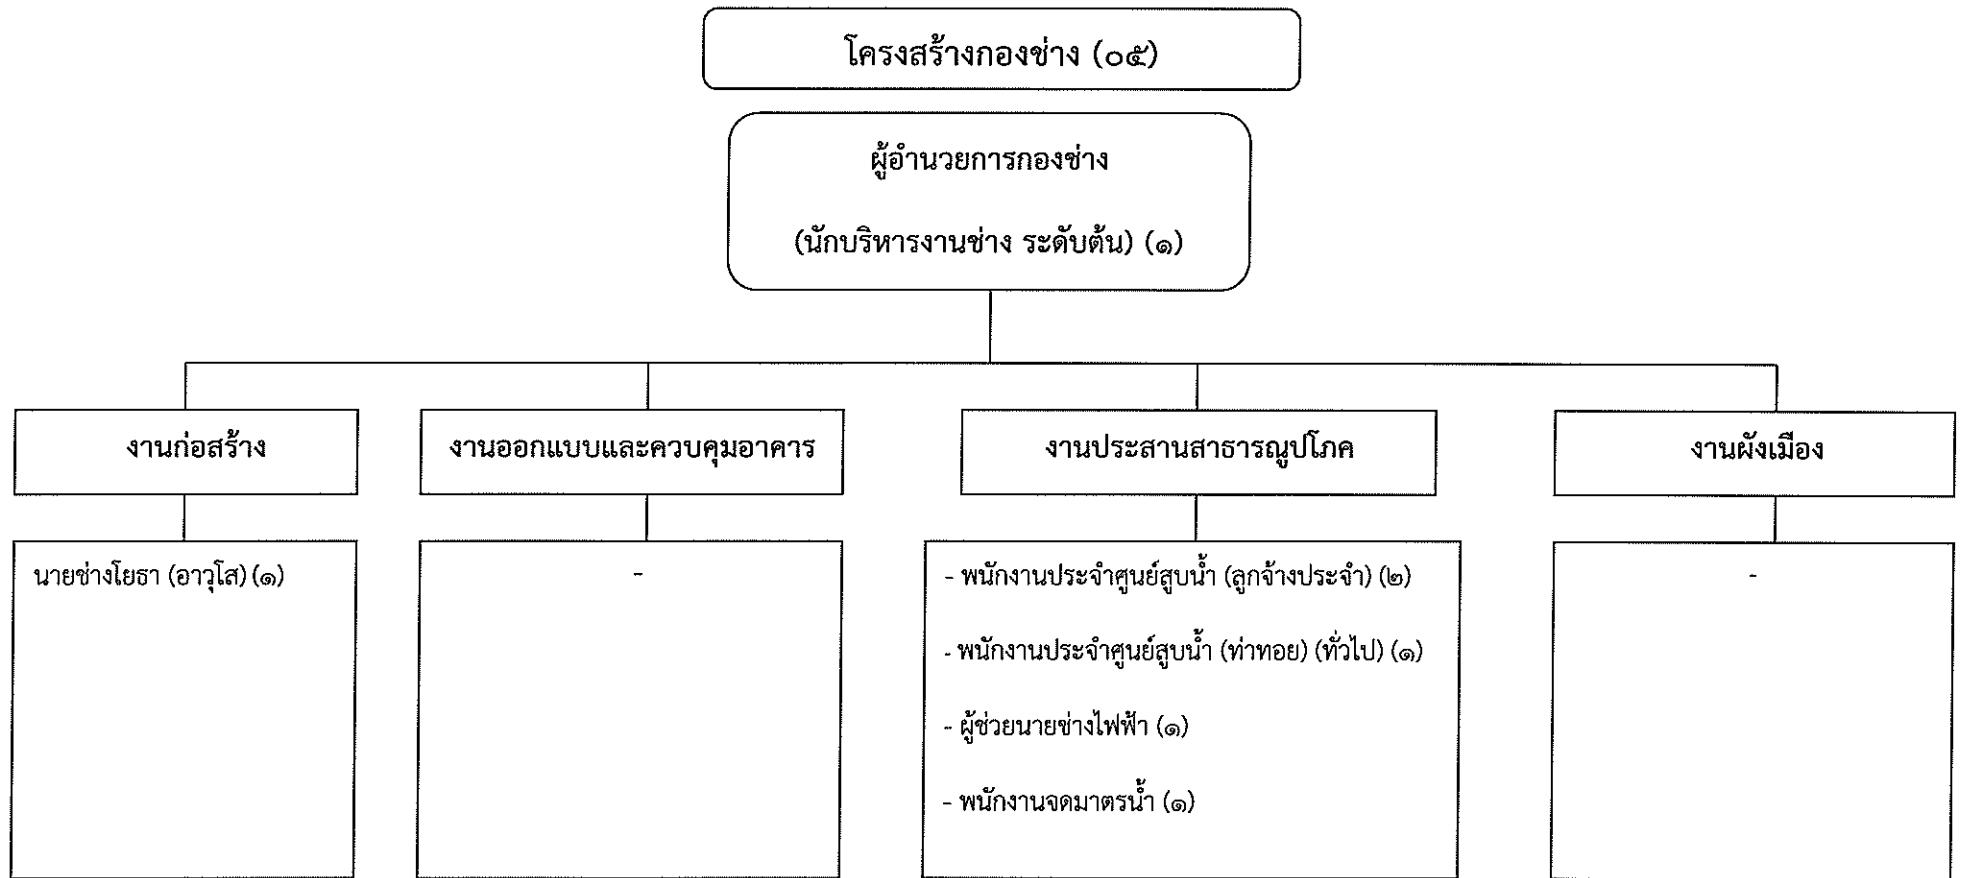 โครงสร้างกองช่าง (๐๕)
ผู้อำนวยการกองช่าง
(นักบริหารงานช่าง ระดับต้น) (๑)
งานก่อสร้าง
งานออกแบบและควบคุมอาคาร
งานประสานสาธารณูปโภค
งานผังเมือง
นายช่างโยธา (อาวุโส) (๑)
-
- พนักงานประจำศูนย์สูบน้ำ (ลูกจ้างประจำ) (๒)
- พนักงานประจำศูนย์สูบน้ำ (ท่าทอย) (ทั่วไป) (๑)
- ผู้ช่วยนายช่างไฟฟ้า (๑)
- พนักงานจดมาตรน้ำ (๑)
-